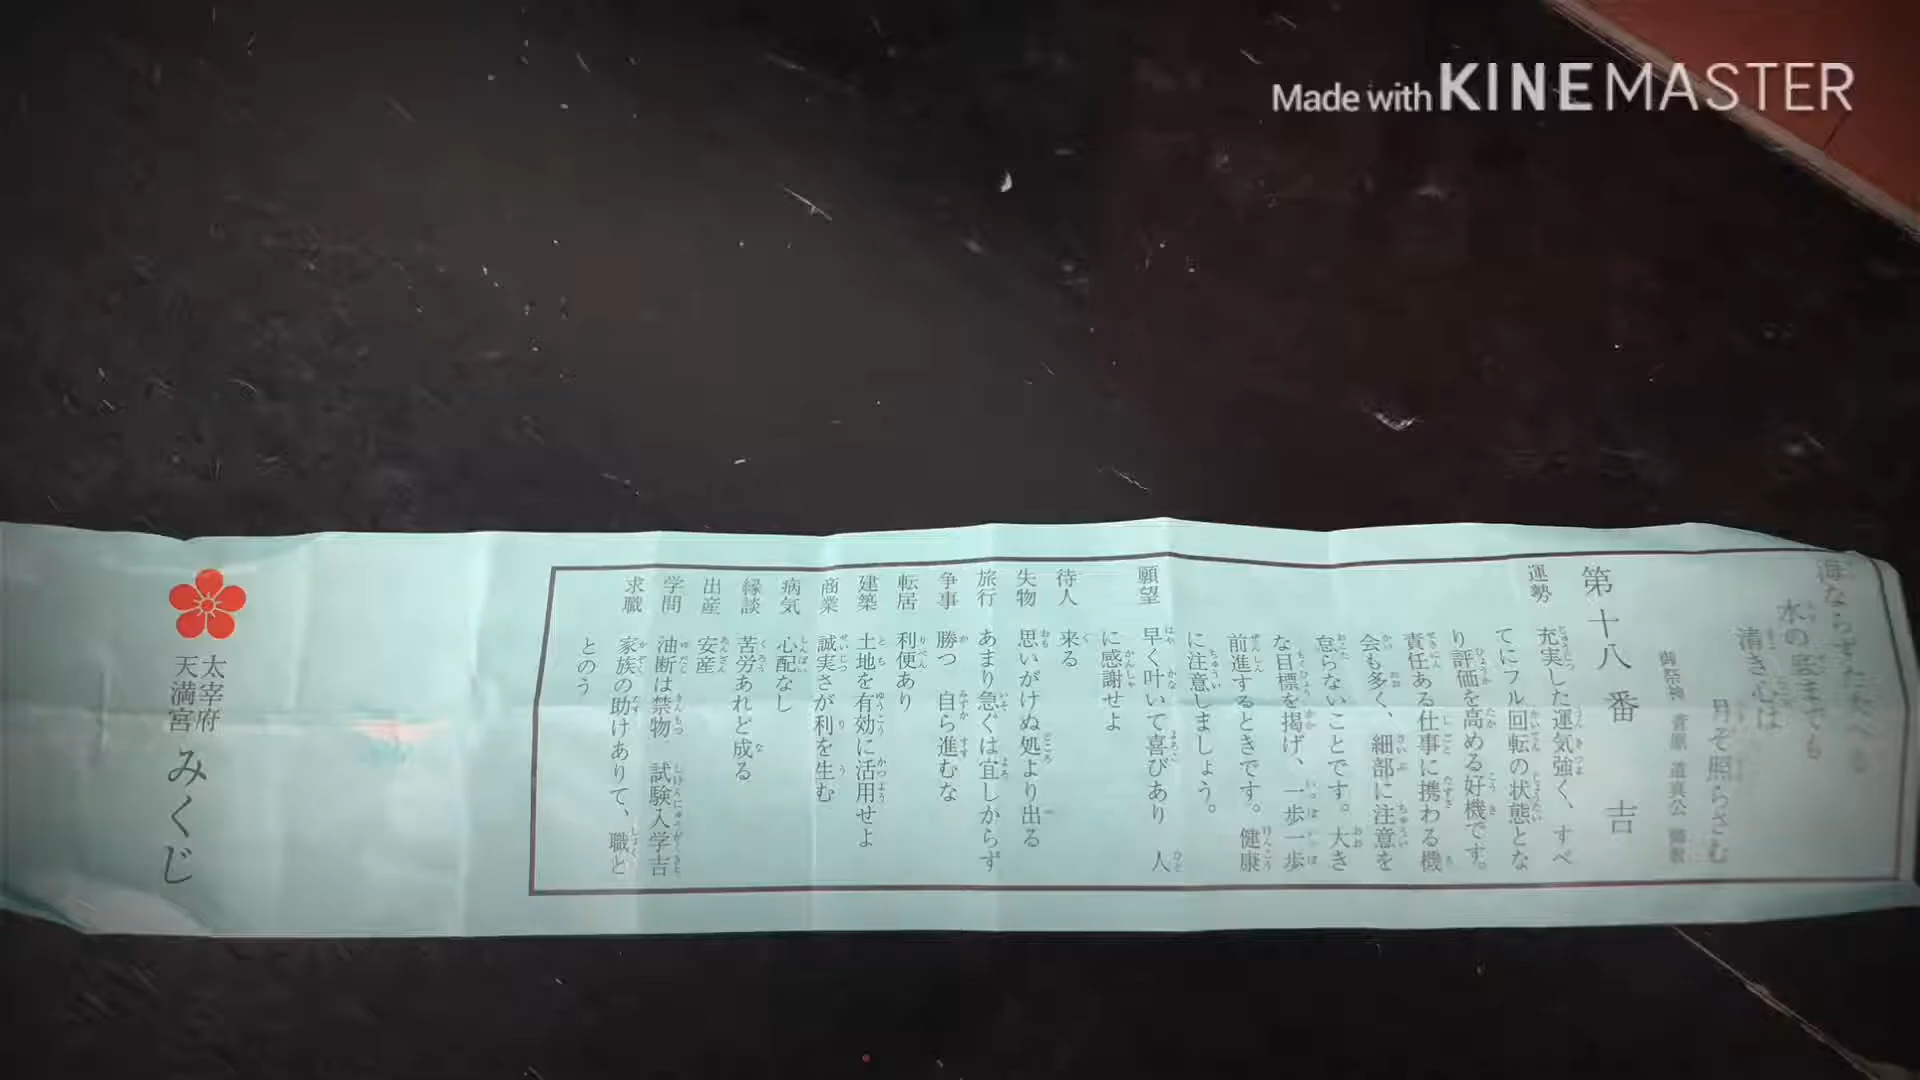 Made with KINEMASTER
海ならずたたへる
水の底までも
清き心は
月ぞ照らさむ
御祭神 菅原 道真公 御歌
第十八番 吉
運勢 充実した運気強く、すべ
てにフル回転の状態とな
り評価を高める好機です。
責任ある仕事に携わる機
会も多く、細部に注意を
怠らないことです。大き
な目標を掲げ、一歩一歩
前進するときです。健康
に注意しましょう。
願望 早く叶いて喜びあり 人
に感謝せよ
待人 来る
失物 思いがけぬ処より出る
旅行 あまり急ぐは宜しからず
争事 勝つ 自ら進むな
転居 利便あり
建築 土地を有効に活用せよ
商業 誠実さが利を生む
病気 心配なし
縁談 苦労あれど成る
出産 安産
学問 油断は禁物 試験入学吉
求職 家族の助けありて、職と
とのう
太宰府
天満宮
みくじ